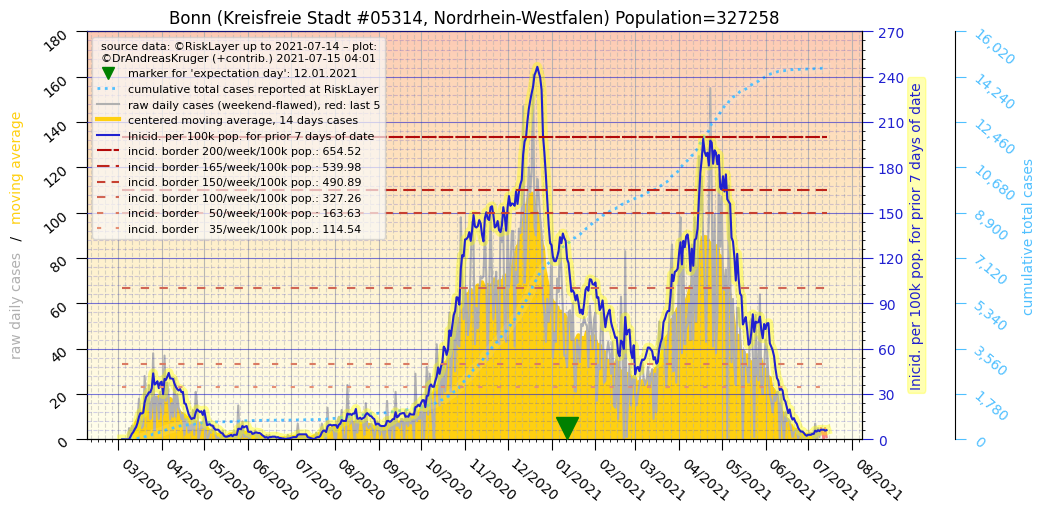 Bonn (Kreisfreie Stadt #05314, Nordrhein-Westfalen) Population=327258
source data: ©RiskLayer up to 2021-07-14 – plot:
©DrAndreasKruger (+contrib.) 2021-07-15 04:01
marker for 'expectation day': 12.01.2021
cumulative total cases reported at RiskLayer
raw daily cases (weekend-flawed), red: last 5
centered moving average, 14 days cases
Inicid. per 100k pop. for prior 7 days of date
incid. border 200/week/100k pop.: 654.52
incid. border 165/week/100k pop.: 539.98
incid. border 150/week/100k pop.: 490.89
incid. border 100/week/100k pop.: 327.26
incid. border   50/week/100k pop.: 163.63
incid. border   35/week/100k pop.: 114.54
raw daily cases / moving average
180
160
140
120
100
80
60
40
20
0
270
240
210
180
150
120
90
60
30
0
Inicid. per 100k pop. for prior 7 days of date
16,020
14,240
12,460
10,680
8,900
7,120
5,340
3,560
1,780
0
cumulative total cases
03/2020
04/2020
05/2020
06/2020
07/2020
08/2020
09/2020
10/2020
11/2020
12/2020
01/2021
02/2021
03/2021
04/2021
05/2021
06/2021
07/2021
08/2021